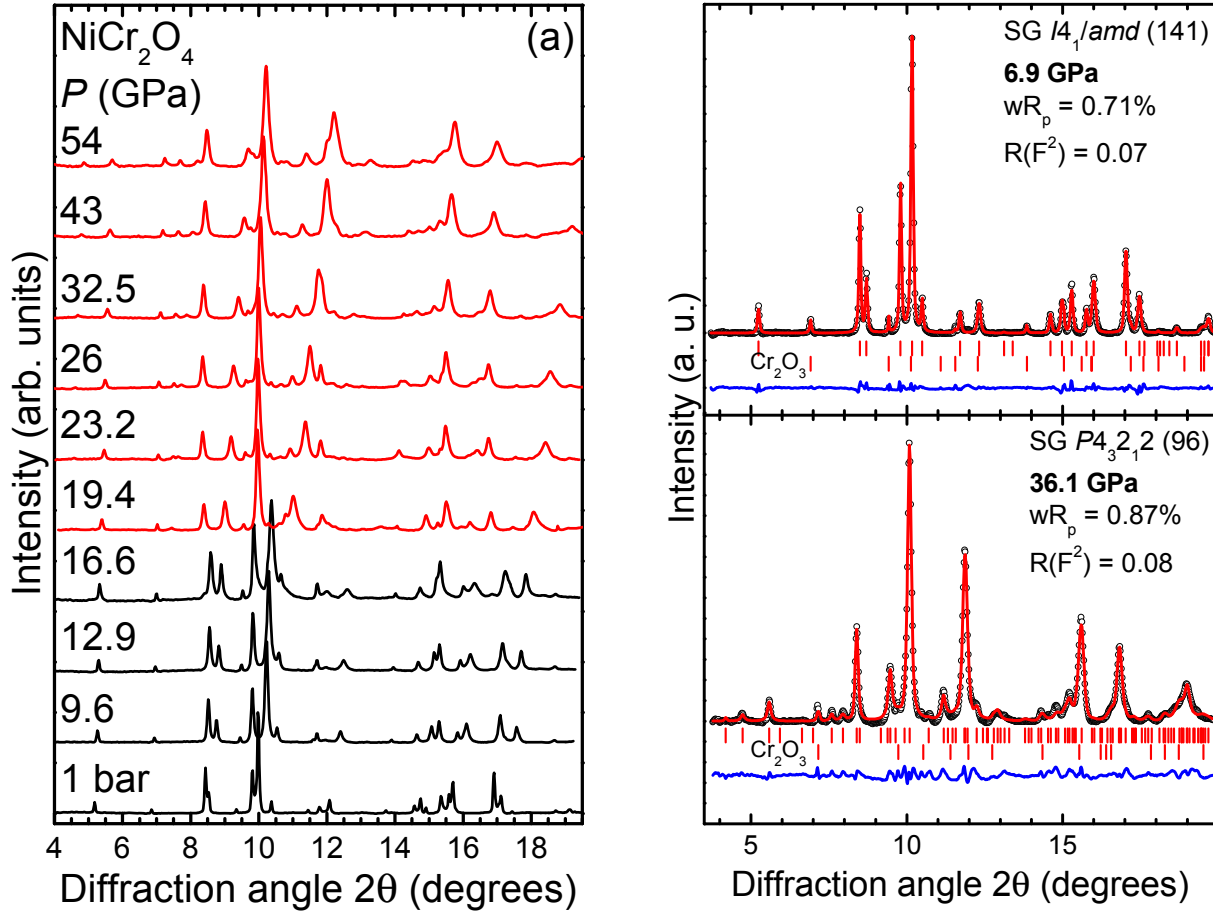 NiCr₂O₄
(a)
P (GPa)
54
43
32.5
26
23.2
19.4
16.6
12.9
9.6
1 bar
Intensity (arb. units)
4 6 8 10 12 14 16 18
Diffraction angle 2θ (degrees)
SG I4₁/amd (141)
6.9 GPa
wRₚ = 0.71%
R(F²) = 0.07
Cr₂O₃
SG P4₃2₁2 (96)
36.1 GPa
wRₚ = 0.87%
R(F²) = 0.08
Cr₂O₃
Intensity (a. u.)
5 10 15
Diffraction angle 2θ (degrees)